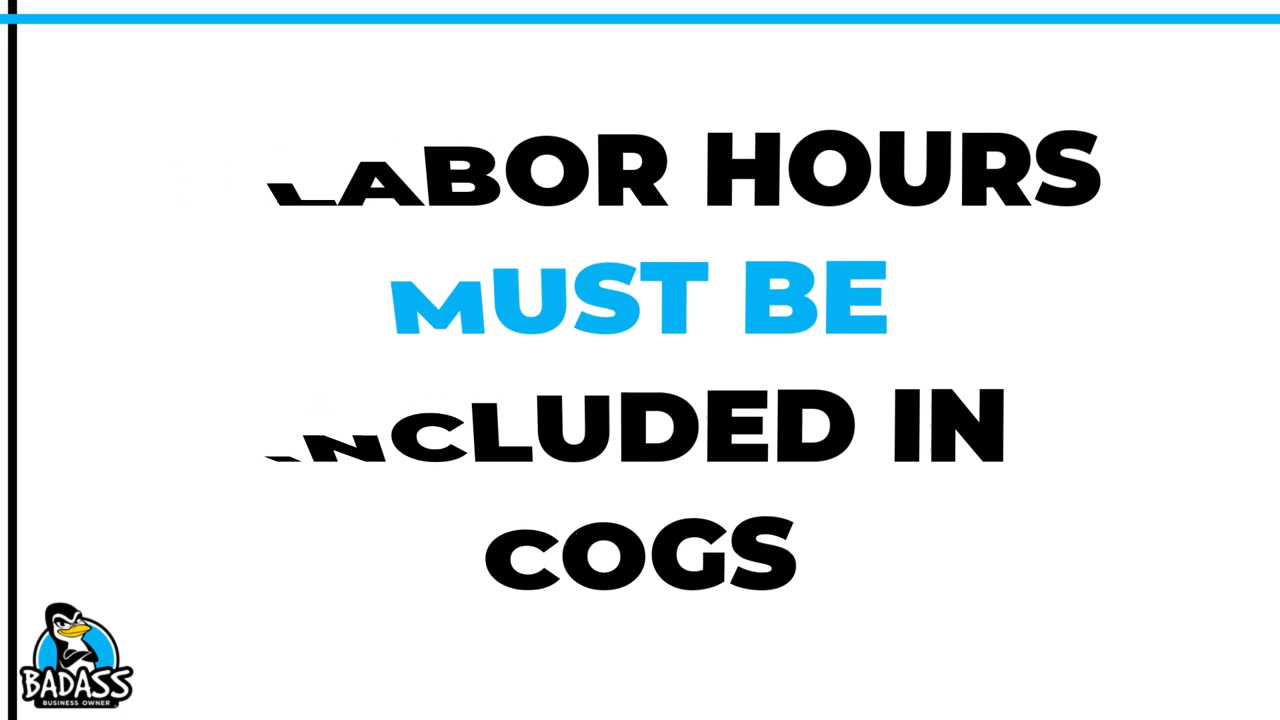 LABOR HOURS
MUST BE
INCLUDED IN
COGS
BADASS
BUSINESS OWNER